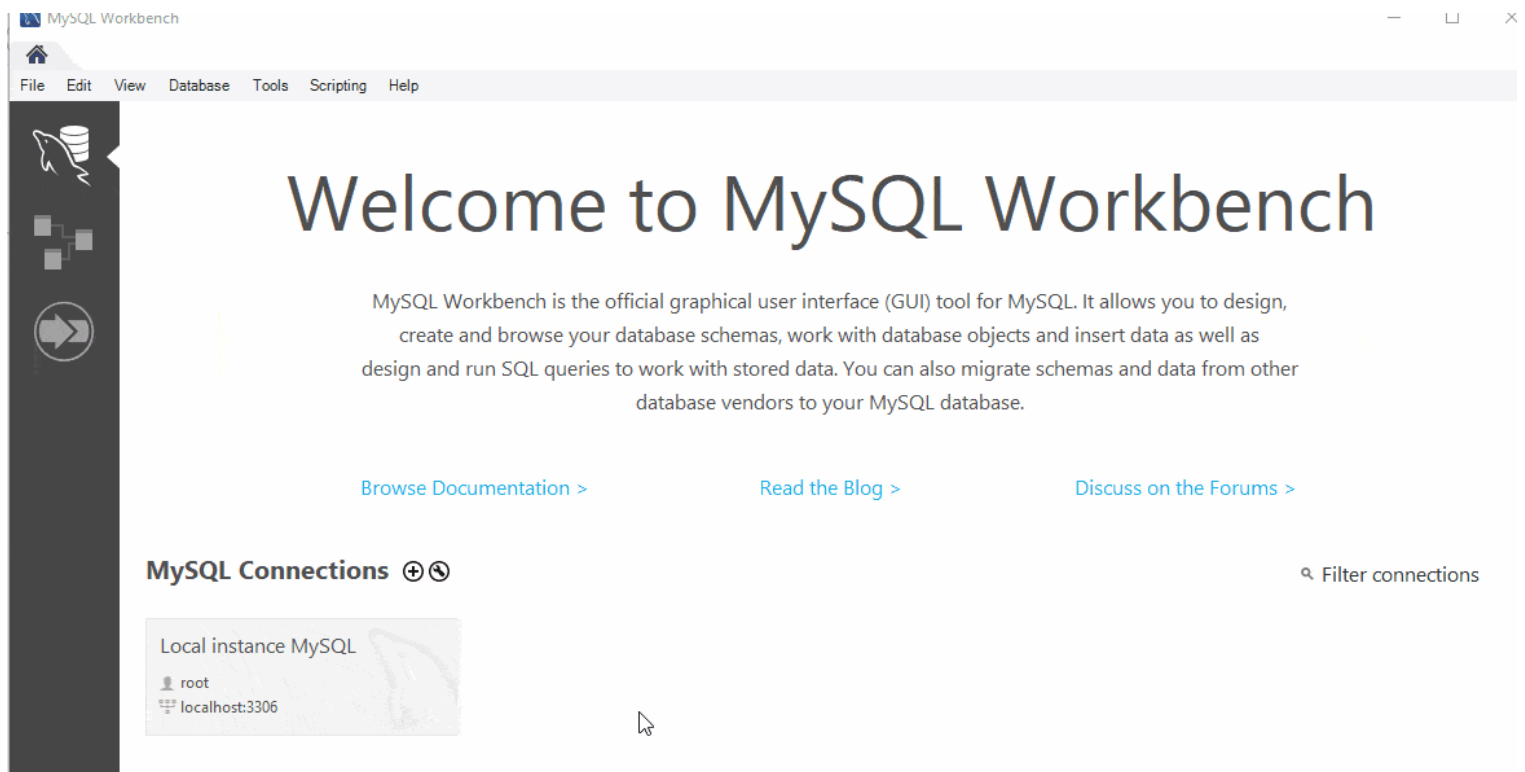 MySQL Workbench
File Edit View Database Tools Scripting Help
Welcome to MySQL Workbench
MySQL Workbench is the official graphical user interface (GUI) tool for MySQL. It allows you to design,
create and browse your database schemas, work with database objects and insert data as well as
design and run SQL queries to work with stored data. You can also migrate schemas and data from other
database vendors to your MySQL database.
Browse Documentation > Read the Blog > Discuss on the Forums >
MySQL Connections
Filter connections
Local instance MySQL
root
localhost:3306